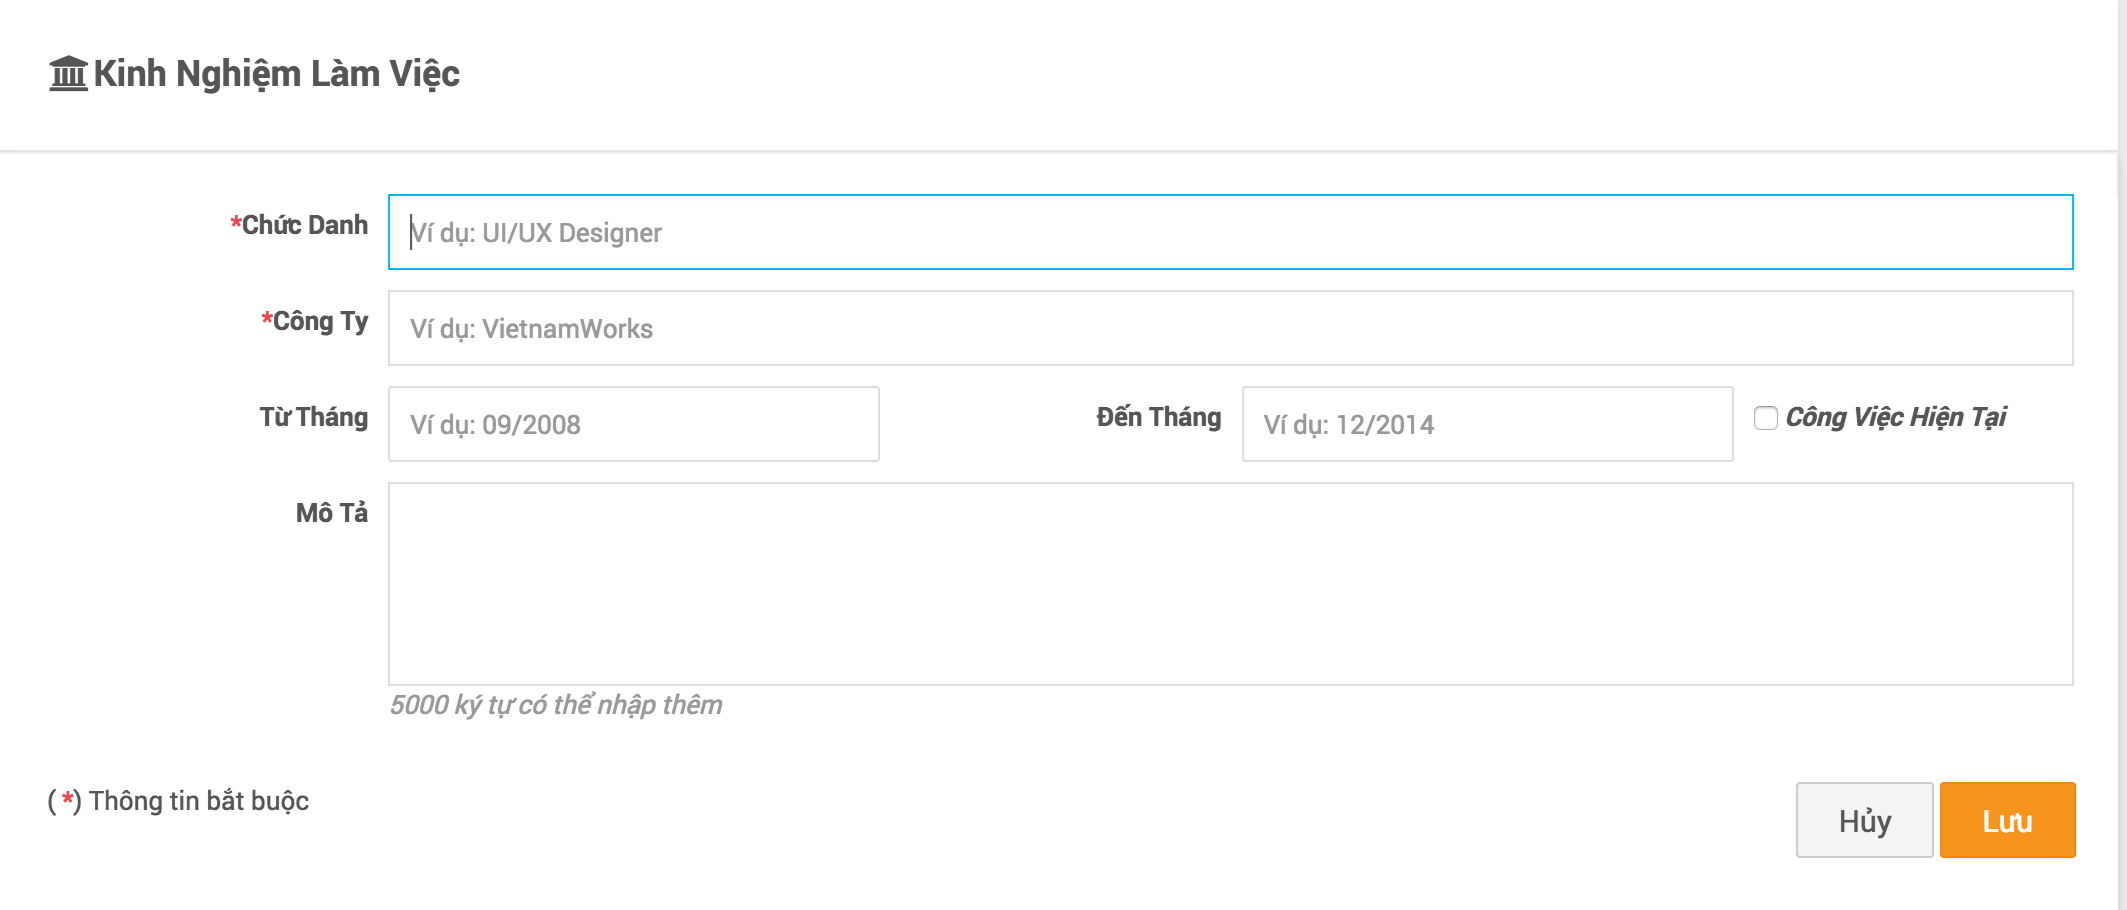 Kinh Nghiệm Làm Việc
*Chức Danh Ví dụ: UI/UX Designer
*Công Ty Ví dụ: VietnamWorks
Từ Tháng Ví dụ: 09/2008 Đến Tháng Ví dụ: 12/2014 Công Việc Hiện Tại
Mô Tả
5000 ký tự có thể nhập thêm
( *) Thông tin bắt buộc Hủy Lưu